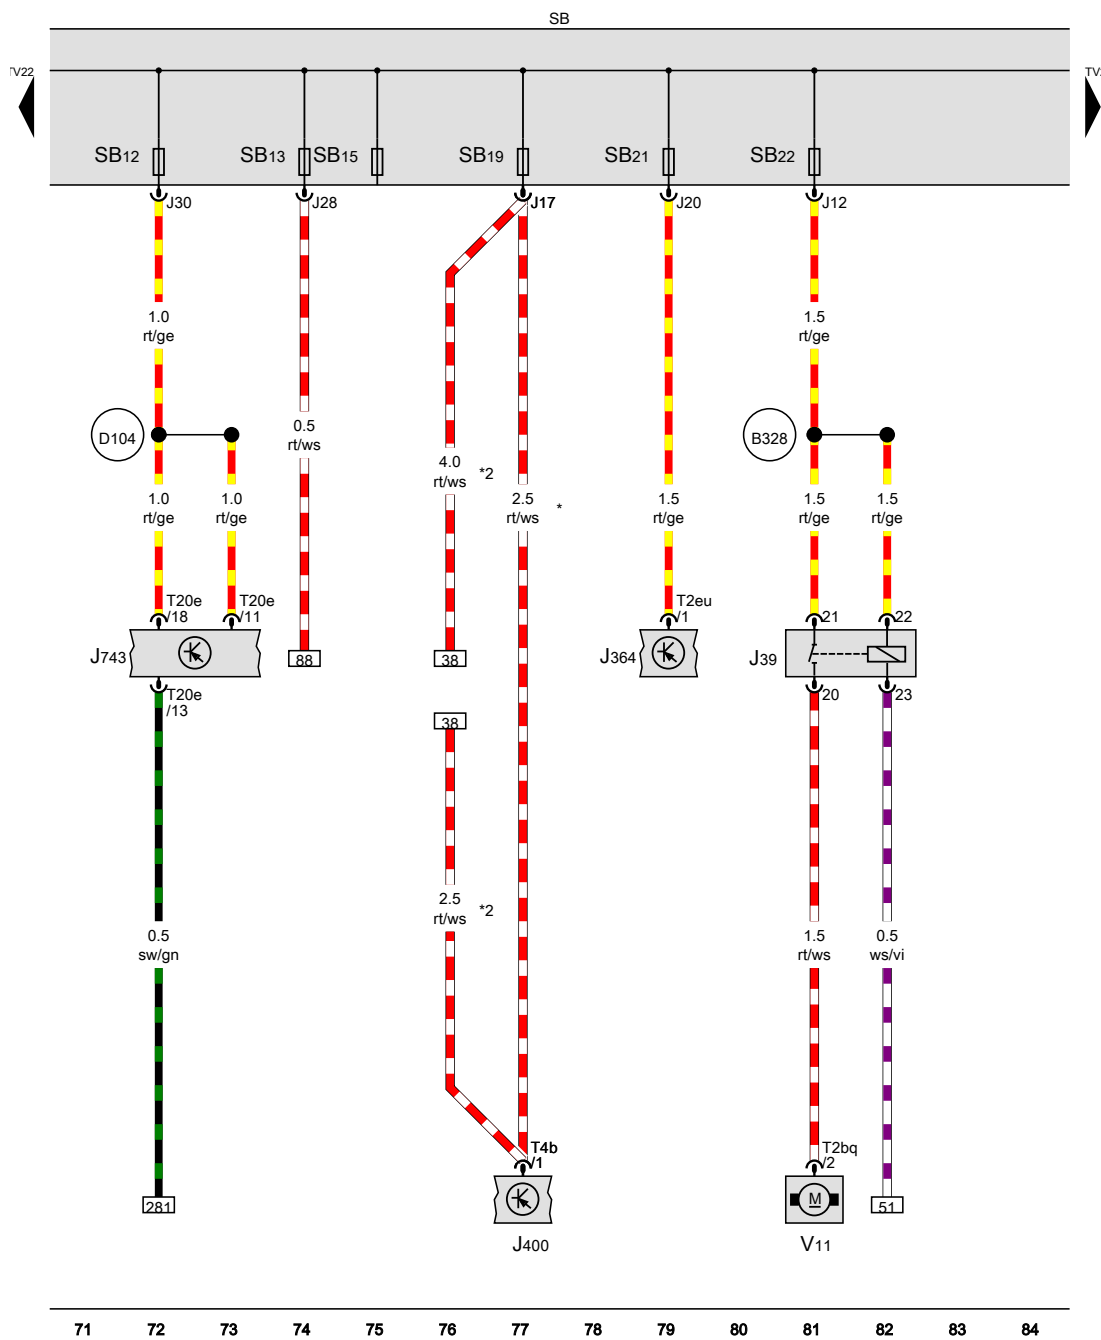 SB
TV22
TV2
SB12
SB13
SB15
SB19
SB21
SB22
J30
J28
J17
J20
J12
1.0
rt/ge
1.5
rt/ge
0.5
rt/ws
D104
B328
4.0
rt/ws *2
1.0
rt/ge
1.0
rt/ge
2.5
rt/ws *
1.5
rt/ge
1.5
rt/ge
1.5
rt/ge
T20e
/18
T20e
/11
T2eu
/1
21
22
J743
88
38
J364
J39
T20e
/13
20
23
38
2.5
rt/ws *2
0.5
sw/gn
1.5
rt/ws
0.5
ws/vi
T4b
/1
T2bq
/2
281
M
51
J400
V11
71 72 73 74 75 76 77 78 79 80 81 82 83 84